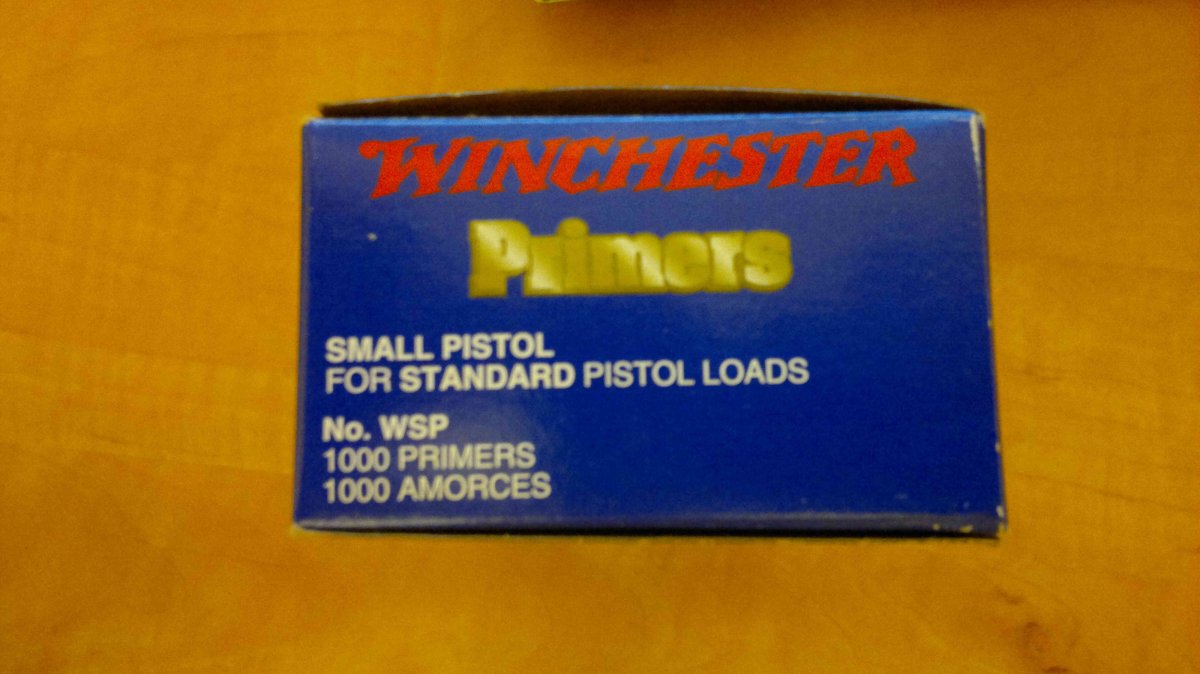 WINCHESTER
Primers
SMALL PISTOL
FOR STANDARD PISTOL LOADS
No. WSP
1000 PRIMERS
1000 AMORCES